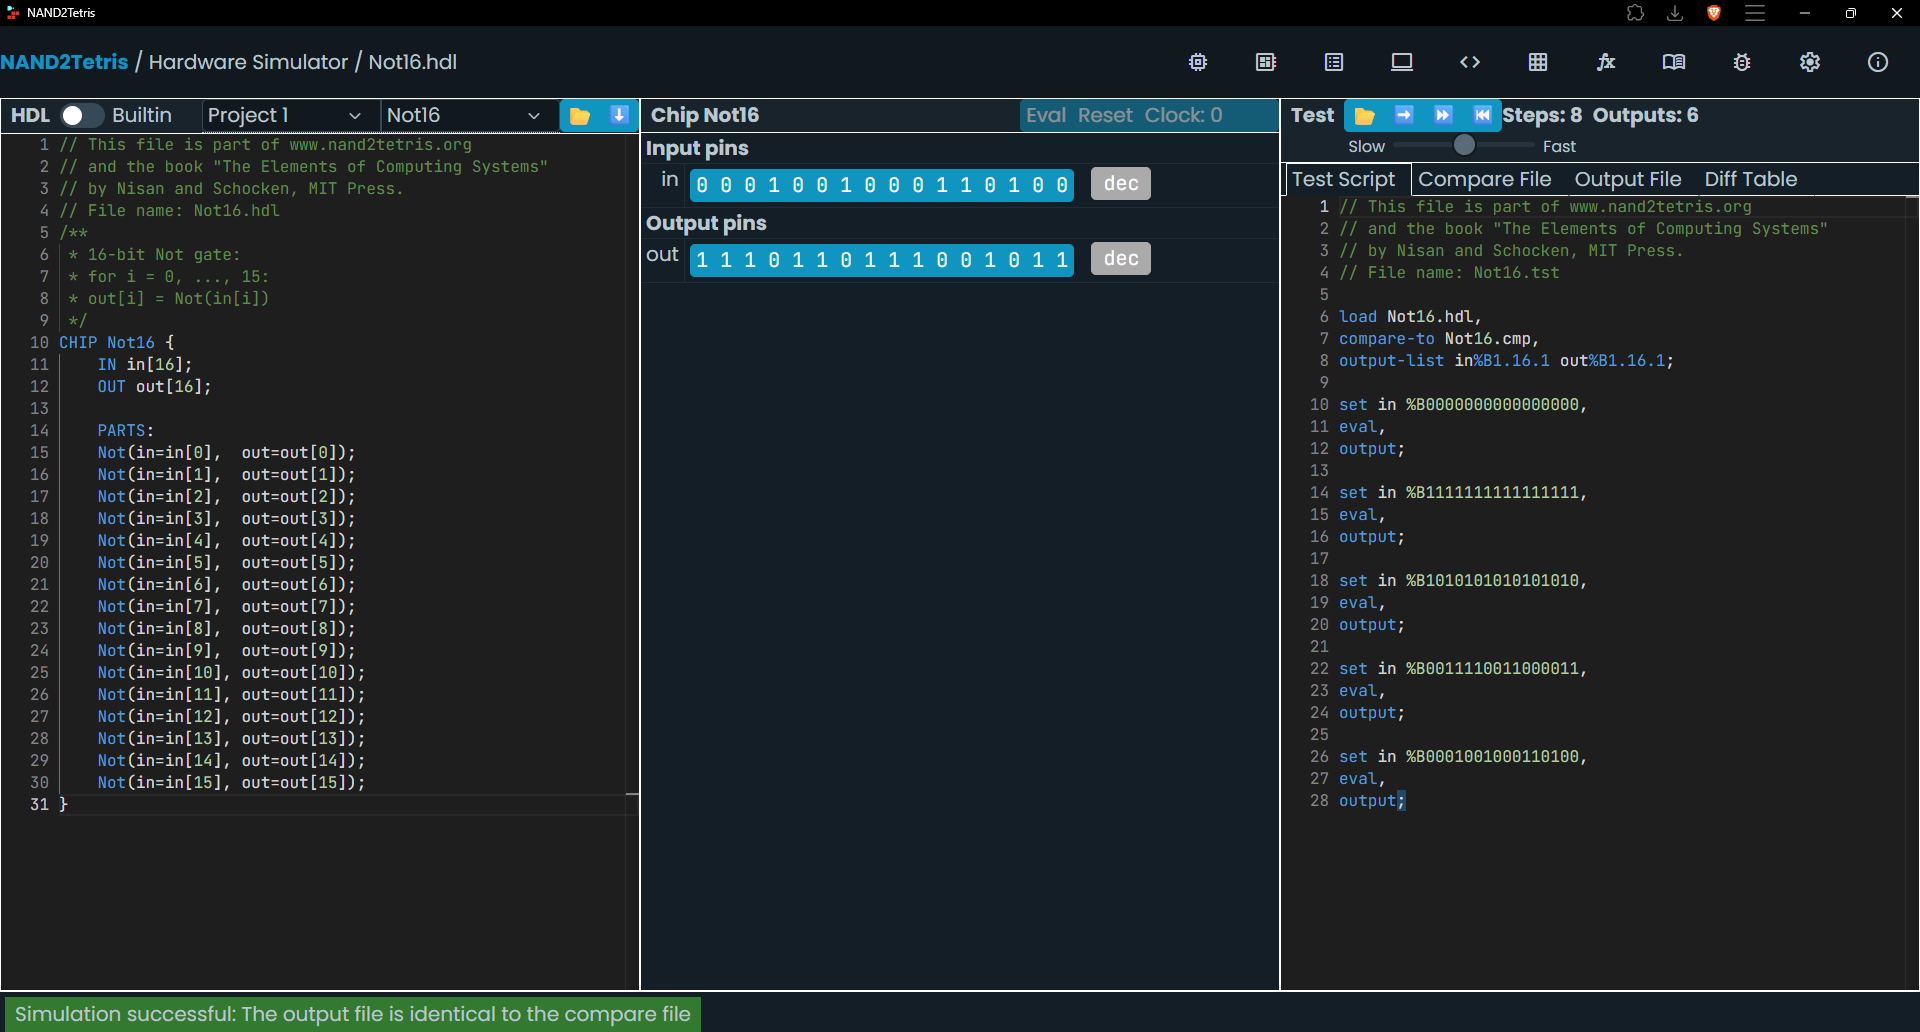 NAND2Tetris
NAND2Tetris / Hardware Simulator / Not16.hdl
HDL Builtin Project 1 Not16
1 // This file is part of www.nand2tetris.org
2 // and the book "The Elements of Computing Systems"
3 // by Nisan and Schocken, MIT Press.
4 // File name: Not16.hdl
5 /**
6 * 16-bit Not gate:
7 * for i = 0, ..., 15:
8 * out[i] = Not(in[i])
9 */
10 CHIP Not16 {
11 IN in[16];
12 OUT out[16];
13
14 PARTS:
15 Not(in=in[0], out=out[0]);
16 Not(in=in[1], out=out[1]);
17 Not(in=in[2], out=out[2]);
18 Not(in=in[3], out=out[3]);
19 Not(in=in[4], out=out[4]);
20 Not(in=in[5], out=out[5]);
21 Not(in=in[6], out=out[6]);
22 Not(in=in[7], out=out[7]);
23 Not(in=in[8], out=out[8]);
24 Not(in=in[9], out=out[9]);
25 Not(in=in[10], out=out[10]);
26 Not(in=in[11], out=out[11]);
27 Not(in=in[12], out=out[12]);
28 Not(in=in[13], out=out[13]);
29 Not(in=in[14], out=out[14]);
30 Not(in=in[15], out=out[15]);
31 }
Chip Not16 Eval Reset Clock: 0
Input pins
in 0 0 0 1 0 0 1 0 0 0 1 1 0 1 0 0 dec
Output pins
out 1 1 1 0 1 1 0 1 1 1 0 0 1 0 1 1 dec
Test Steps: 8 Outputs: 6
Slow Fast
Test Script Compare File Output File Diff Table
1 // This file is part of www.nand2tetris.org
2 // and the book "The Elements of Computing Systems"
3 // by Nisan and Schocken, MIT Press.
4 // File name: Not16.tst
5
6 load Not16.hdl,
7 compare-to Not16.cmp,
8 output-list in%B1.16.1 out%B1.16.1;
9
10 set in %B0000000000000000,
11 eval,
12 output;
13
14 set in %B1111111111111111,
15 eval,
16 output;
17
18 set in %B1010101010101010,
19 eval,
20 output;
21
22 set in %B0011110011000011,
23 eval,
24 output;
25
26 set in %B0001001000110100,
27 eval,
28 output;
Simulation successful: The output file is identical to the compare file